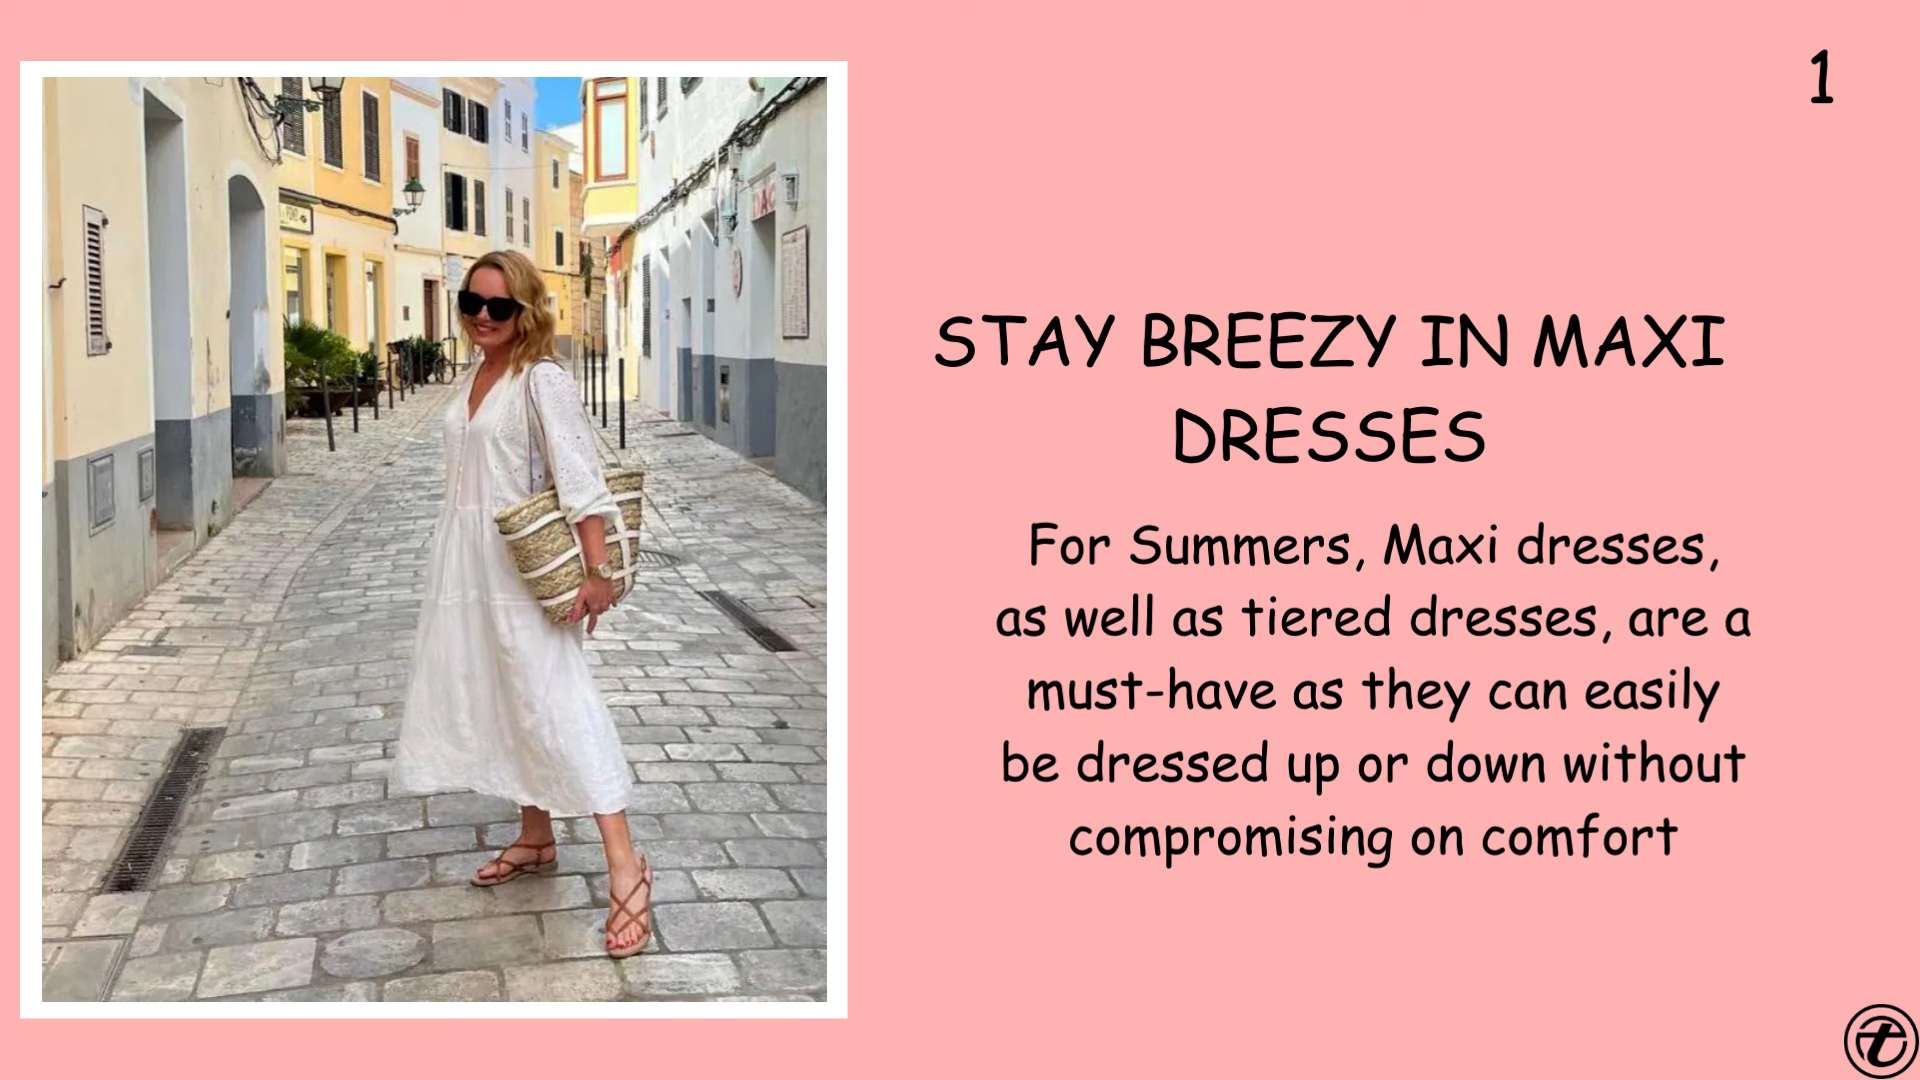 1
STAY BREEZY IN MAXI
DRESSES
For Summers, Maxi dresses,
as well as tiered dresses, are a
must-have as they can easily
be dressed up or down without
compromising on comfort
t